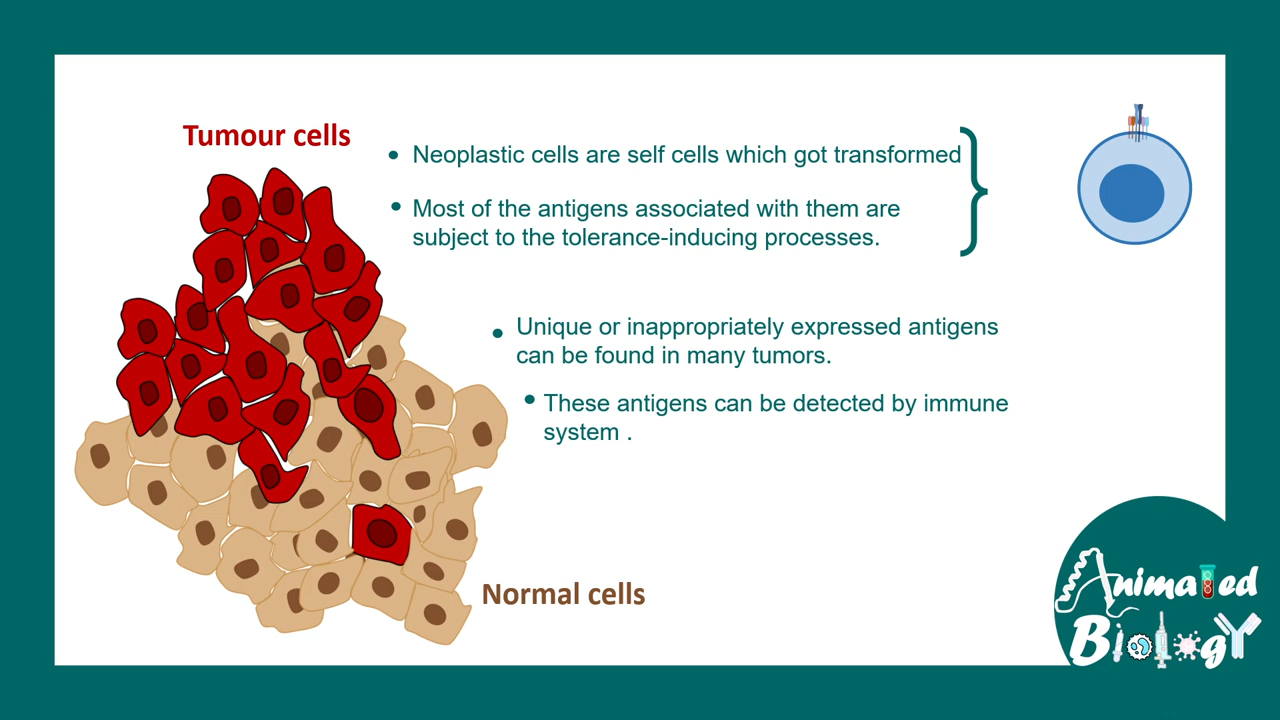 Tumour cells
• Neoplastic cells are self cells which got transformed
• Most of the antigens associated with them are
subject to the tolerance-inducing processes.
• Unique or inappropriately expressed antigens
can be found in many tumors.
• These antigens can be detected by immune
system .
Normal cells
Animated
Biology